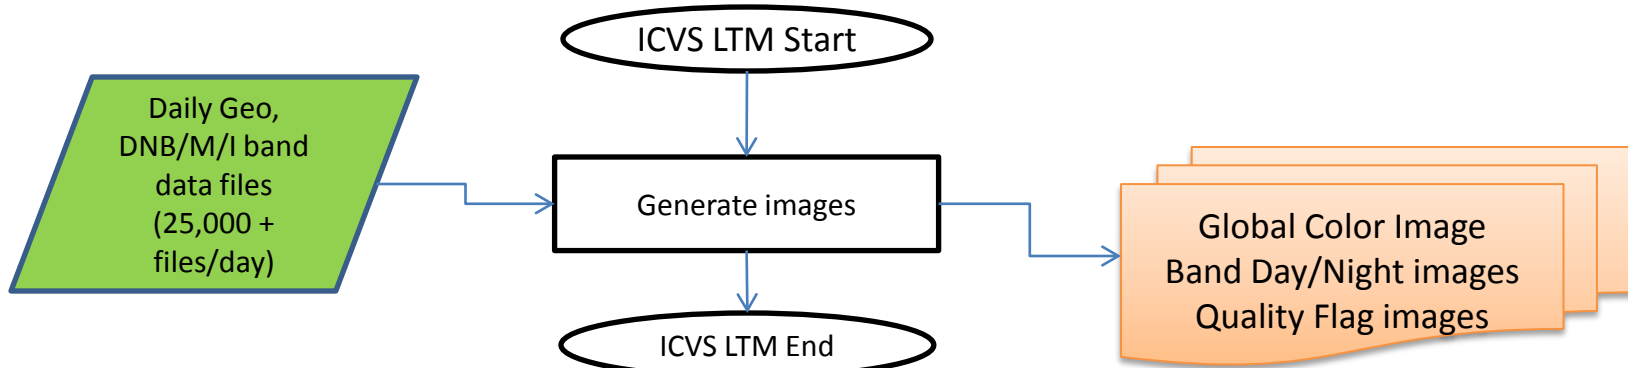 ICVS LTM Start
Daily Geo,
DNB/M/I band
data files
(25,000 +
files/day)
Generate images
Global Color Image
Band Day/Night images
Quality Flag images
ICVS LTM End